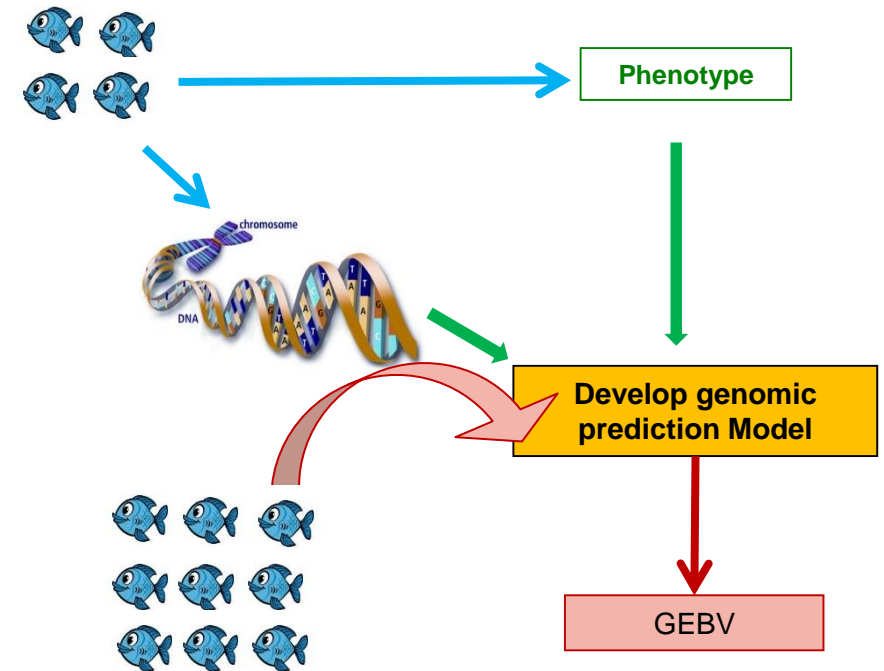 Phenotype
chromosome
DNA
Develop genomic
prediction Model
GEBV